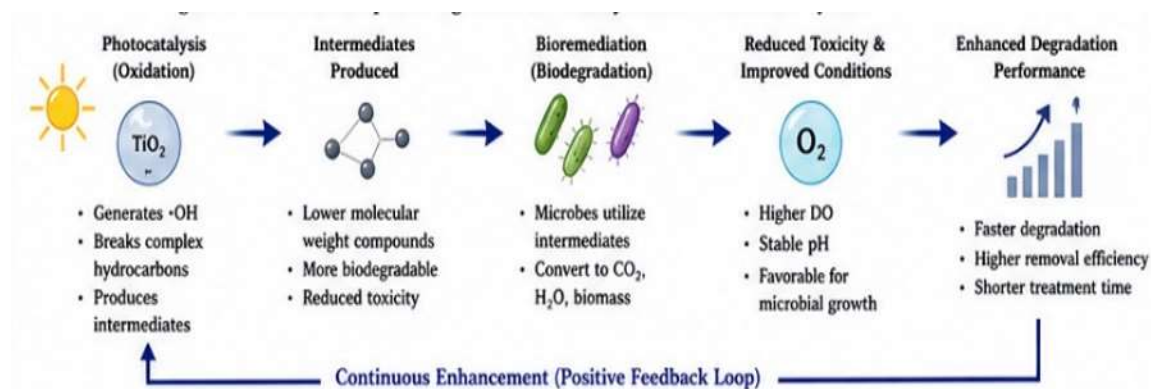 Photocatalysis
(Oxidation)
Intermediates
Produced
Bioremediation
(Biodegradation)
Reduced Toxicity &
Improved Conditions
Enhanced Degradation
Performance
TiO₂
O₂
• Generates •OH
• Breaks complex
hydrocarbons
• Produces
intermediates
• Lower molecular
weight compounds
• More biodegradable
• Reduced toxicity
• Microbes utilize
intermediates
• Convert to CO₂,
H₂O, biomass
• Higher DO
• Stable pH
• Favorable for
microbial growth
• Faster degradation
• Higher removal efficiency
• Shorter treatment time
Continuous Enhancement (Positive Feedback Loop)